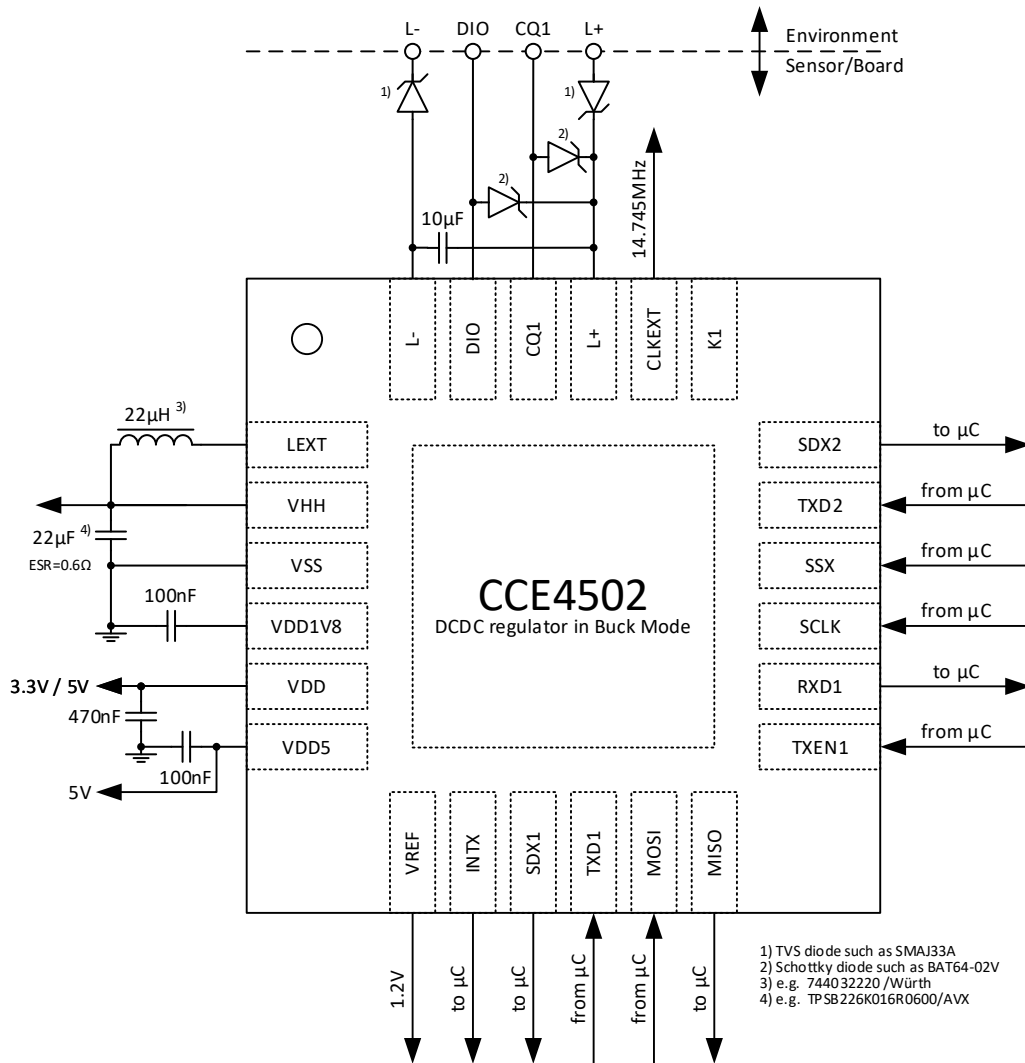 L-
DIO
CQ1
L+
Environment
Sensor/Board
1)
1)
2)
2)
10µF
14.745MHz
L-
DIO
CQ1
L+
CLKEXT
K1
22µH 3)
LEXT
VHH
22µF 4)
ESR=0.6Ω
VSS
100nF
VDD1V8
3.3V / 5V
VDD
470nF
VDD5
100nF
5V
CCE4502
DCDC regulator in Buck Mode
SDX2
to µC
TXD2
from µC
SSX
from µC
SCLK
from µC
RXD1
to µC
TXEN1
from µC
VREF
INTX
SDX1
TXD1
MOSI
MISO
1.2V
to µC
to µC
from µC
from µC
to µC
1) TVS diode such as SMAJ33A
2) Schottky diode such as BAT64-02V
3) e.g. 744032220 /Würth
4) e.g. TPSB226K016R0600/AVX